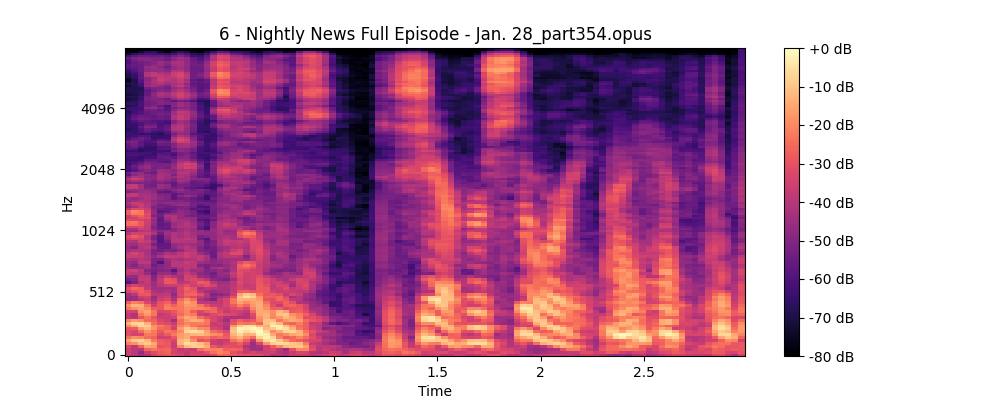 6 - Nightly News Full Episode - Jan. 28_part354.opus
Hz
4096
2048
1024
512
0
0
0.5
1
1.5
2
2.5
Time
+0 dB
-10 dB
-20 dB
-30 dB
-40 dB
-50 dB
-60 dB
-70 dB
-80 dB